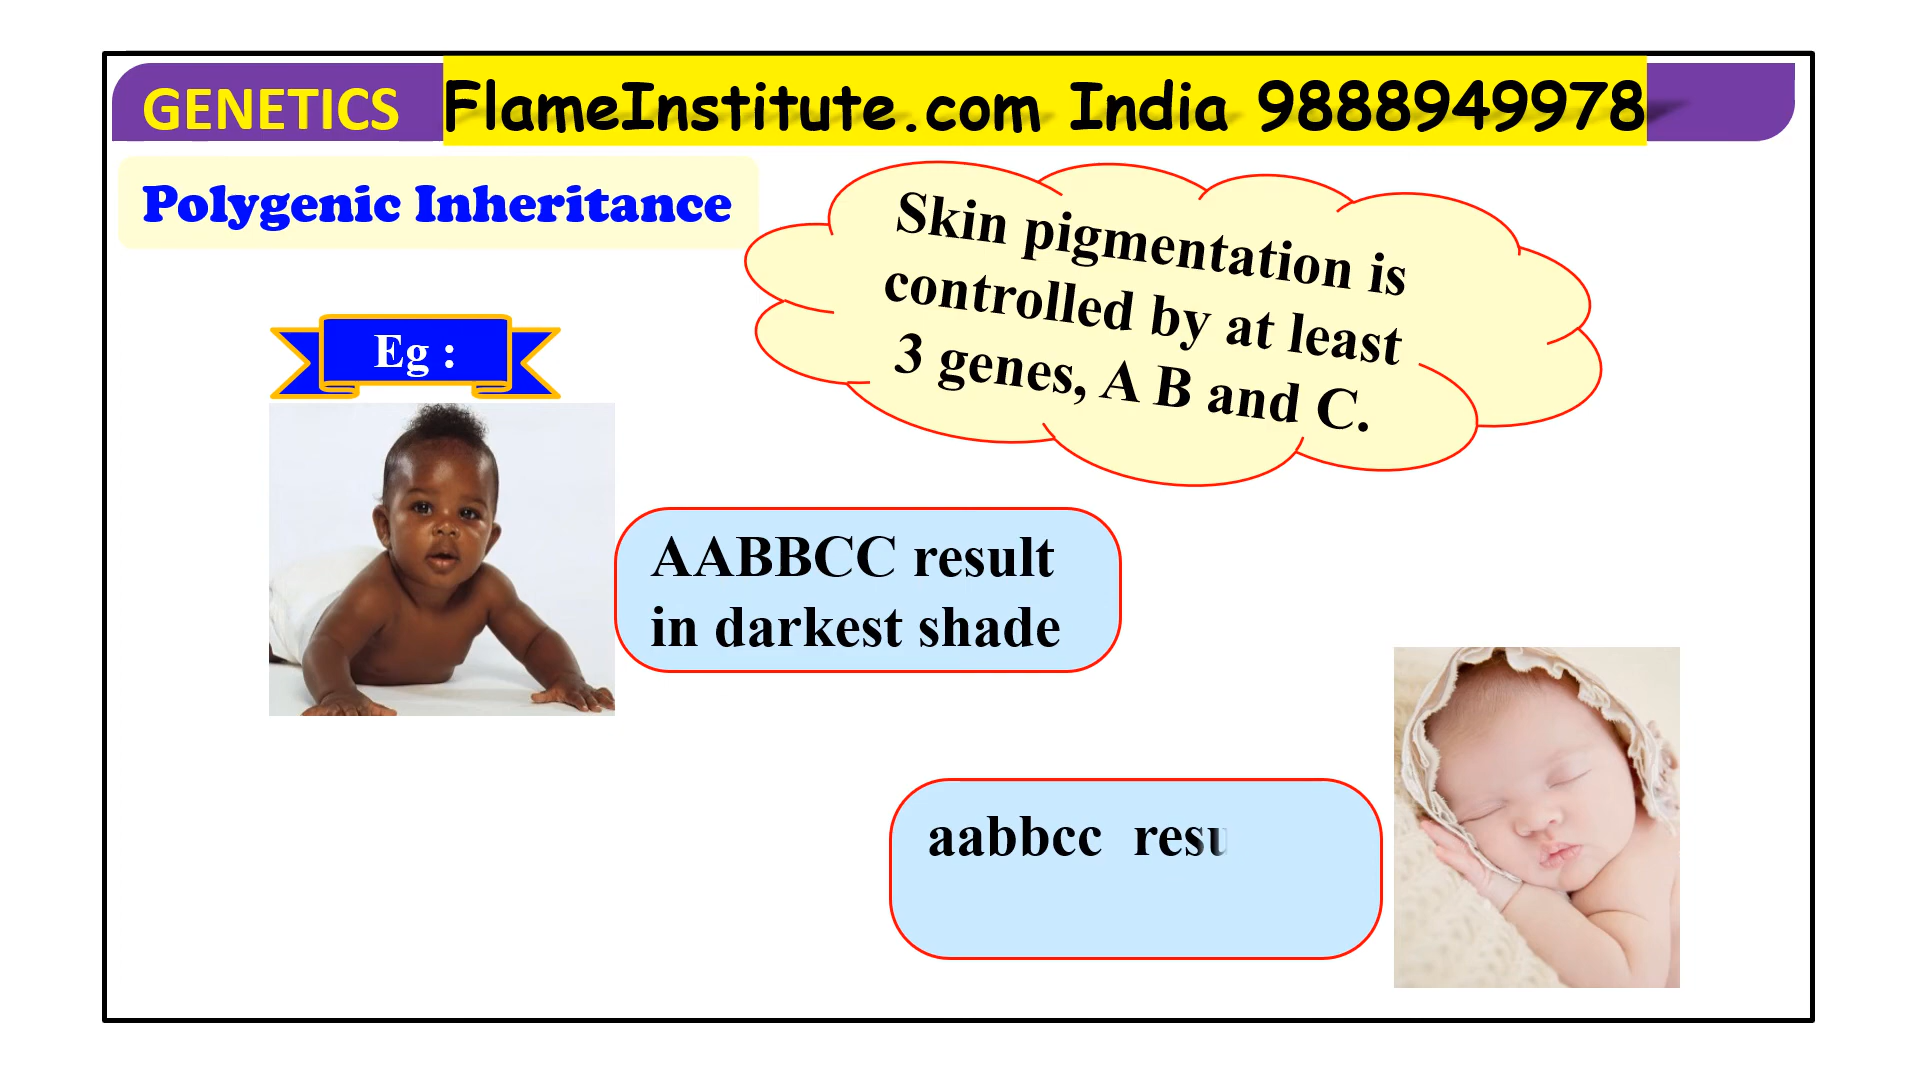 GENETICS FlameInstitute.com India 9888949978
Polygenic Inheritance
Skin pigmentation is
controlled by at least
3 genes, A B and C.
Eg :
AABBCC result
in darkest shade
aabbcc resu